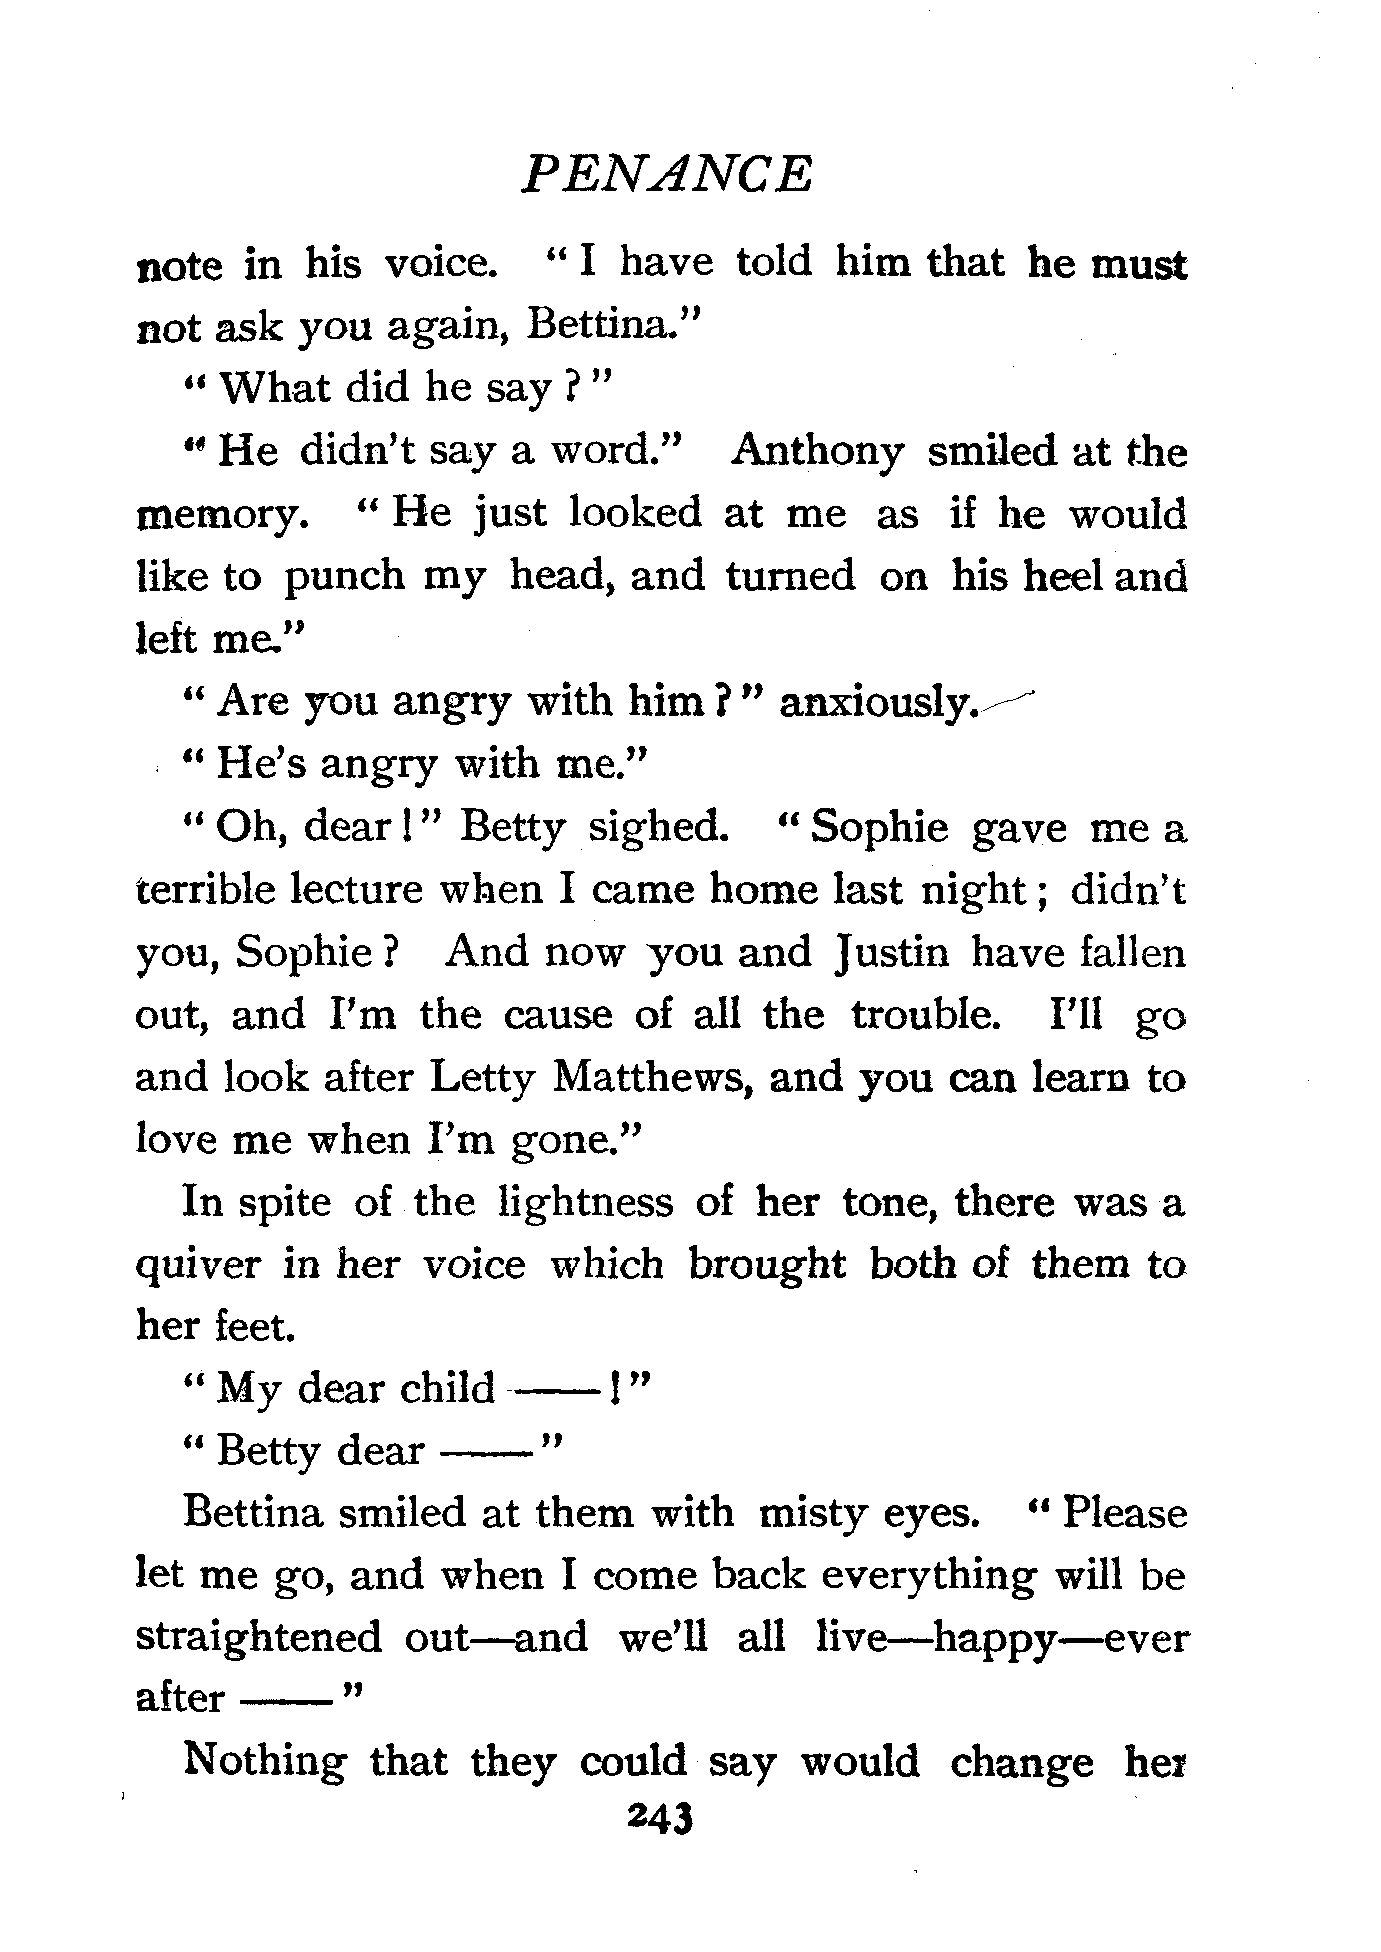 PENANCE
note in his voice. " I have told him that he must
not ask you again, Bettina."
" What did he say ? "
" He didn't say a word." Anthony smiled at the
memory. " He just looked at me as if he would
like to punch my head, and turned on his heel and
left me."
" Are you angry with him ? " anxiously.
" He's angry with me."
" Oh, dear ! " Betty sighed. " Sophie gave me a
terrible lecture when I came home last night ; didn't
you, Sophie ? And now you and Justin have fallen
out, and I'm the cause of all the trouble. I'll go
and look after Letty Matthews, and you can learn to
love me when I'm gone."
In spite of the lightness of her tone, there was a
quiver in her voice which brought both of them to
her feet.
" My dear child —— ! "
" Betty dear —— "
Bettina smiled at them with misty eyes. " Please
let me go, and when I come back everything will be
straightened out—and we'll all live—happy—ever
after —— "
Nothing that they could say would change her
243